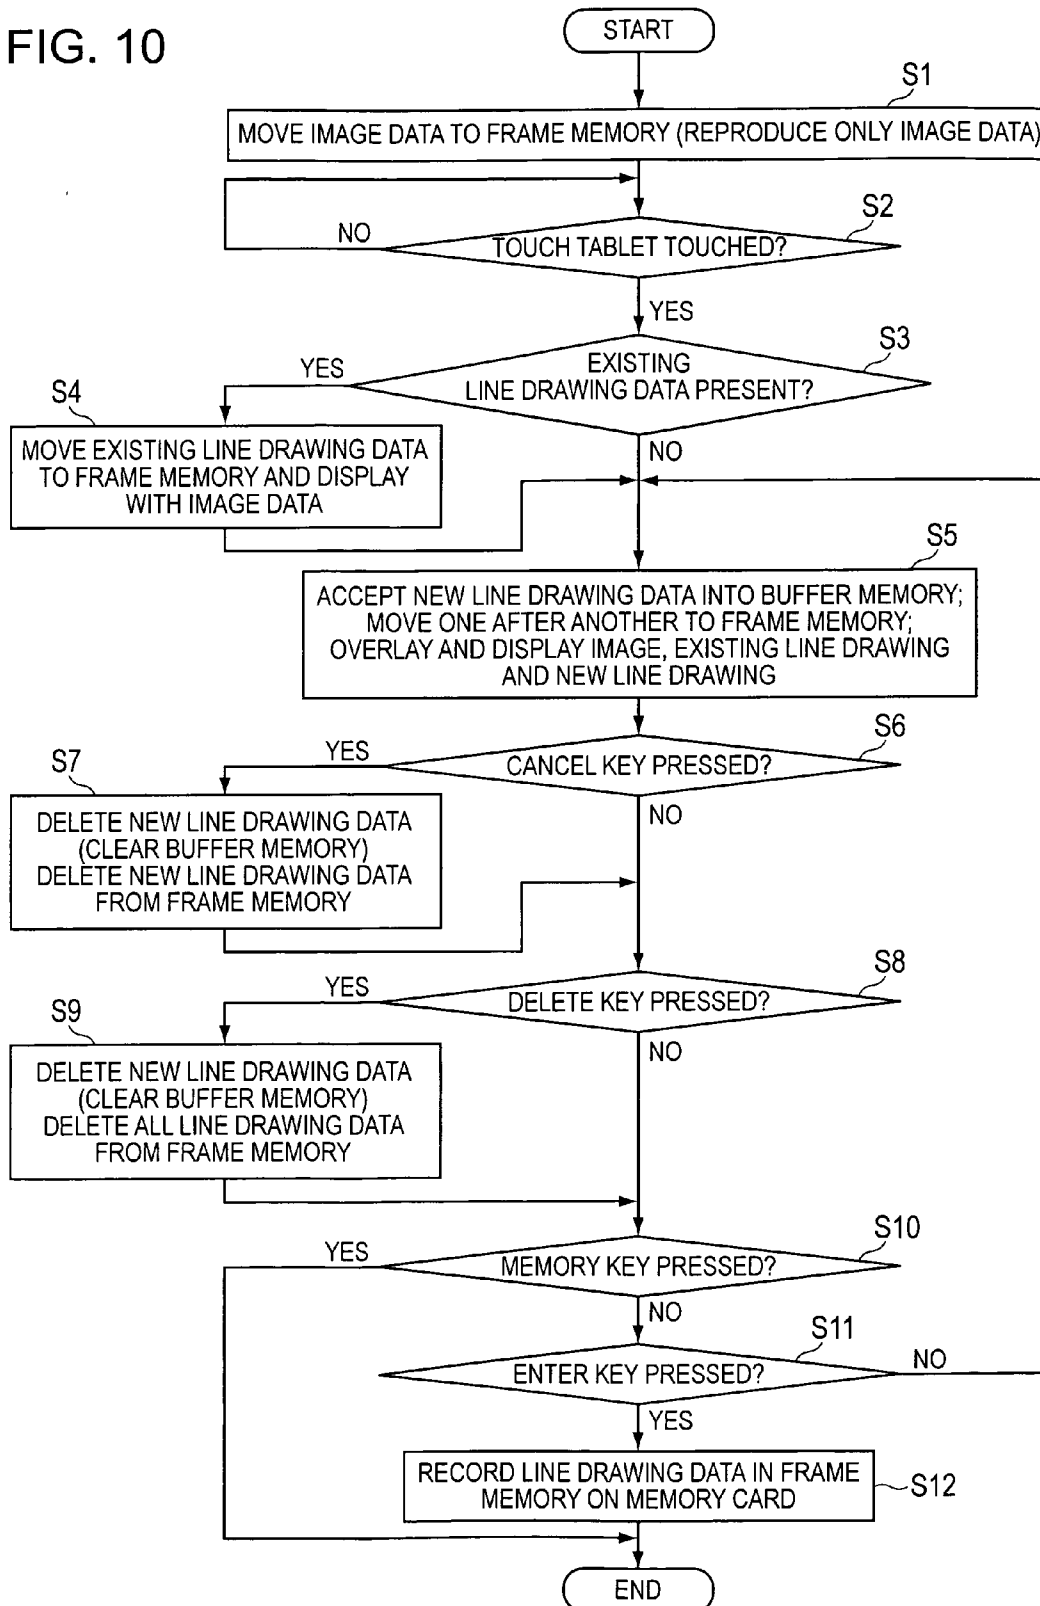 FIG. 10
START
S1
MOVE IMAGE DATA TO FRAME MEMORY (REPRODUCE ONLY IMAGE DATA)
S2
NO
TOUCH TABLET TOUCHED?
YES
S3
YES
EXISTING
LINE DRAWING DATA PRESENT?
S4
NO
MOVE EXISTING LINE DRAWING DATA
TO FRAME MEMORY AND DISPLAY
WITH IMAGE DATA
S5
ACCEPT NEW LINE DRAWING DATA INTO BUFFER MEMORY;
MOVE ONE AFTER ANOTHER TO FRAME MEMORY;
OVERLAY AND DISPLAY IMAGE, EXISTING LINE DRAWING
AND NEW LINE DRAWING
S6
YES
CANCEL KEY PRESSED?
S7
NO
DELETE NEW LINE DRAWING DATA
(CLEAR BUFFER MEMORY)
DELETE NEW LINE DRAWING DATA
FROM FRAME MEMORY
S8
YES
DELETE KEY PRESSED?
S9
NO
DELETE NEW LINE DRAWING DATA
(CLEAR BUFFER MEMORY)
DELETE ALL LINE DRAWING DATA
FROM FRAME MEMORY
S10
YES
MEMORY KEY PRESSED?
NO
S11
ENTER KEY PRESSED?
NO
YES
RECORD LINE DRAWING DATA IN FRAME
MEMORY ON MEMORY CARD
S12
END